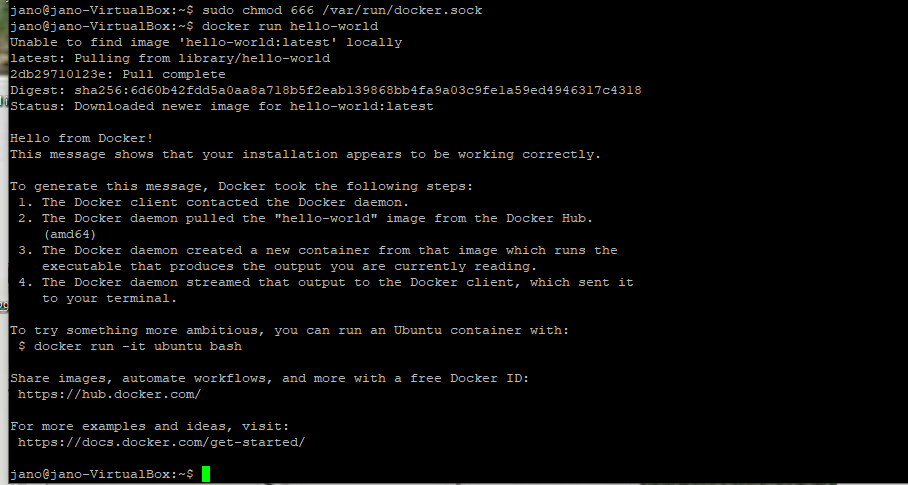 jano@jano-VirtualBox:~$ sudo chmod 666 /var/run/docker.sock
jano@jano-VirtualBox:~$ docker run hello-world
Unable to find image 'hello-world:latest' locally
latest: Pulling from library/hello-world
2db29710123e: Pull complete
Digest: sha256:6d60b42fdd5a0aa8a718b5f2eab139868bb4fa9a03c9fe1a59ed4946317c4318
Status: Downloaded newer image for hello-world:latest

Hello from Docker!
This message shows that your installation appears to be working correctly.

To generate this message, Docker took the following steps:
 1. The Docker client contacted the Docker daemon.
 2. The Docker daemon pulled the "hello-world" image from the Docker Hub.
    (amd64)
 3. The Docker daemon created a new container from that image which runs the
    executable that produces the output you are currently reading.
 4. The Docker daemon streamed that output to the Docker client, which sent it
    to your terminal.

To try something more ambitious, you can run an Ubuntu container with:
 $ docker run -it ubuntu bash

Share images, automate workflows, and more with a free Docker ID:
 https://hub.docker.com/

For more examples and ideas, visit:
 https://docs.docker.com/get-started/

jano@jano-VirtualBox:~$